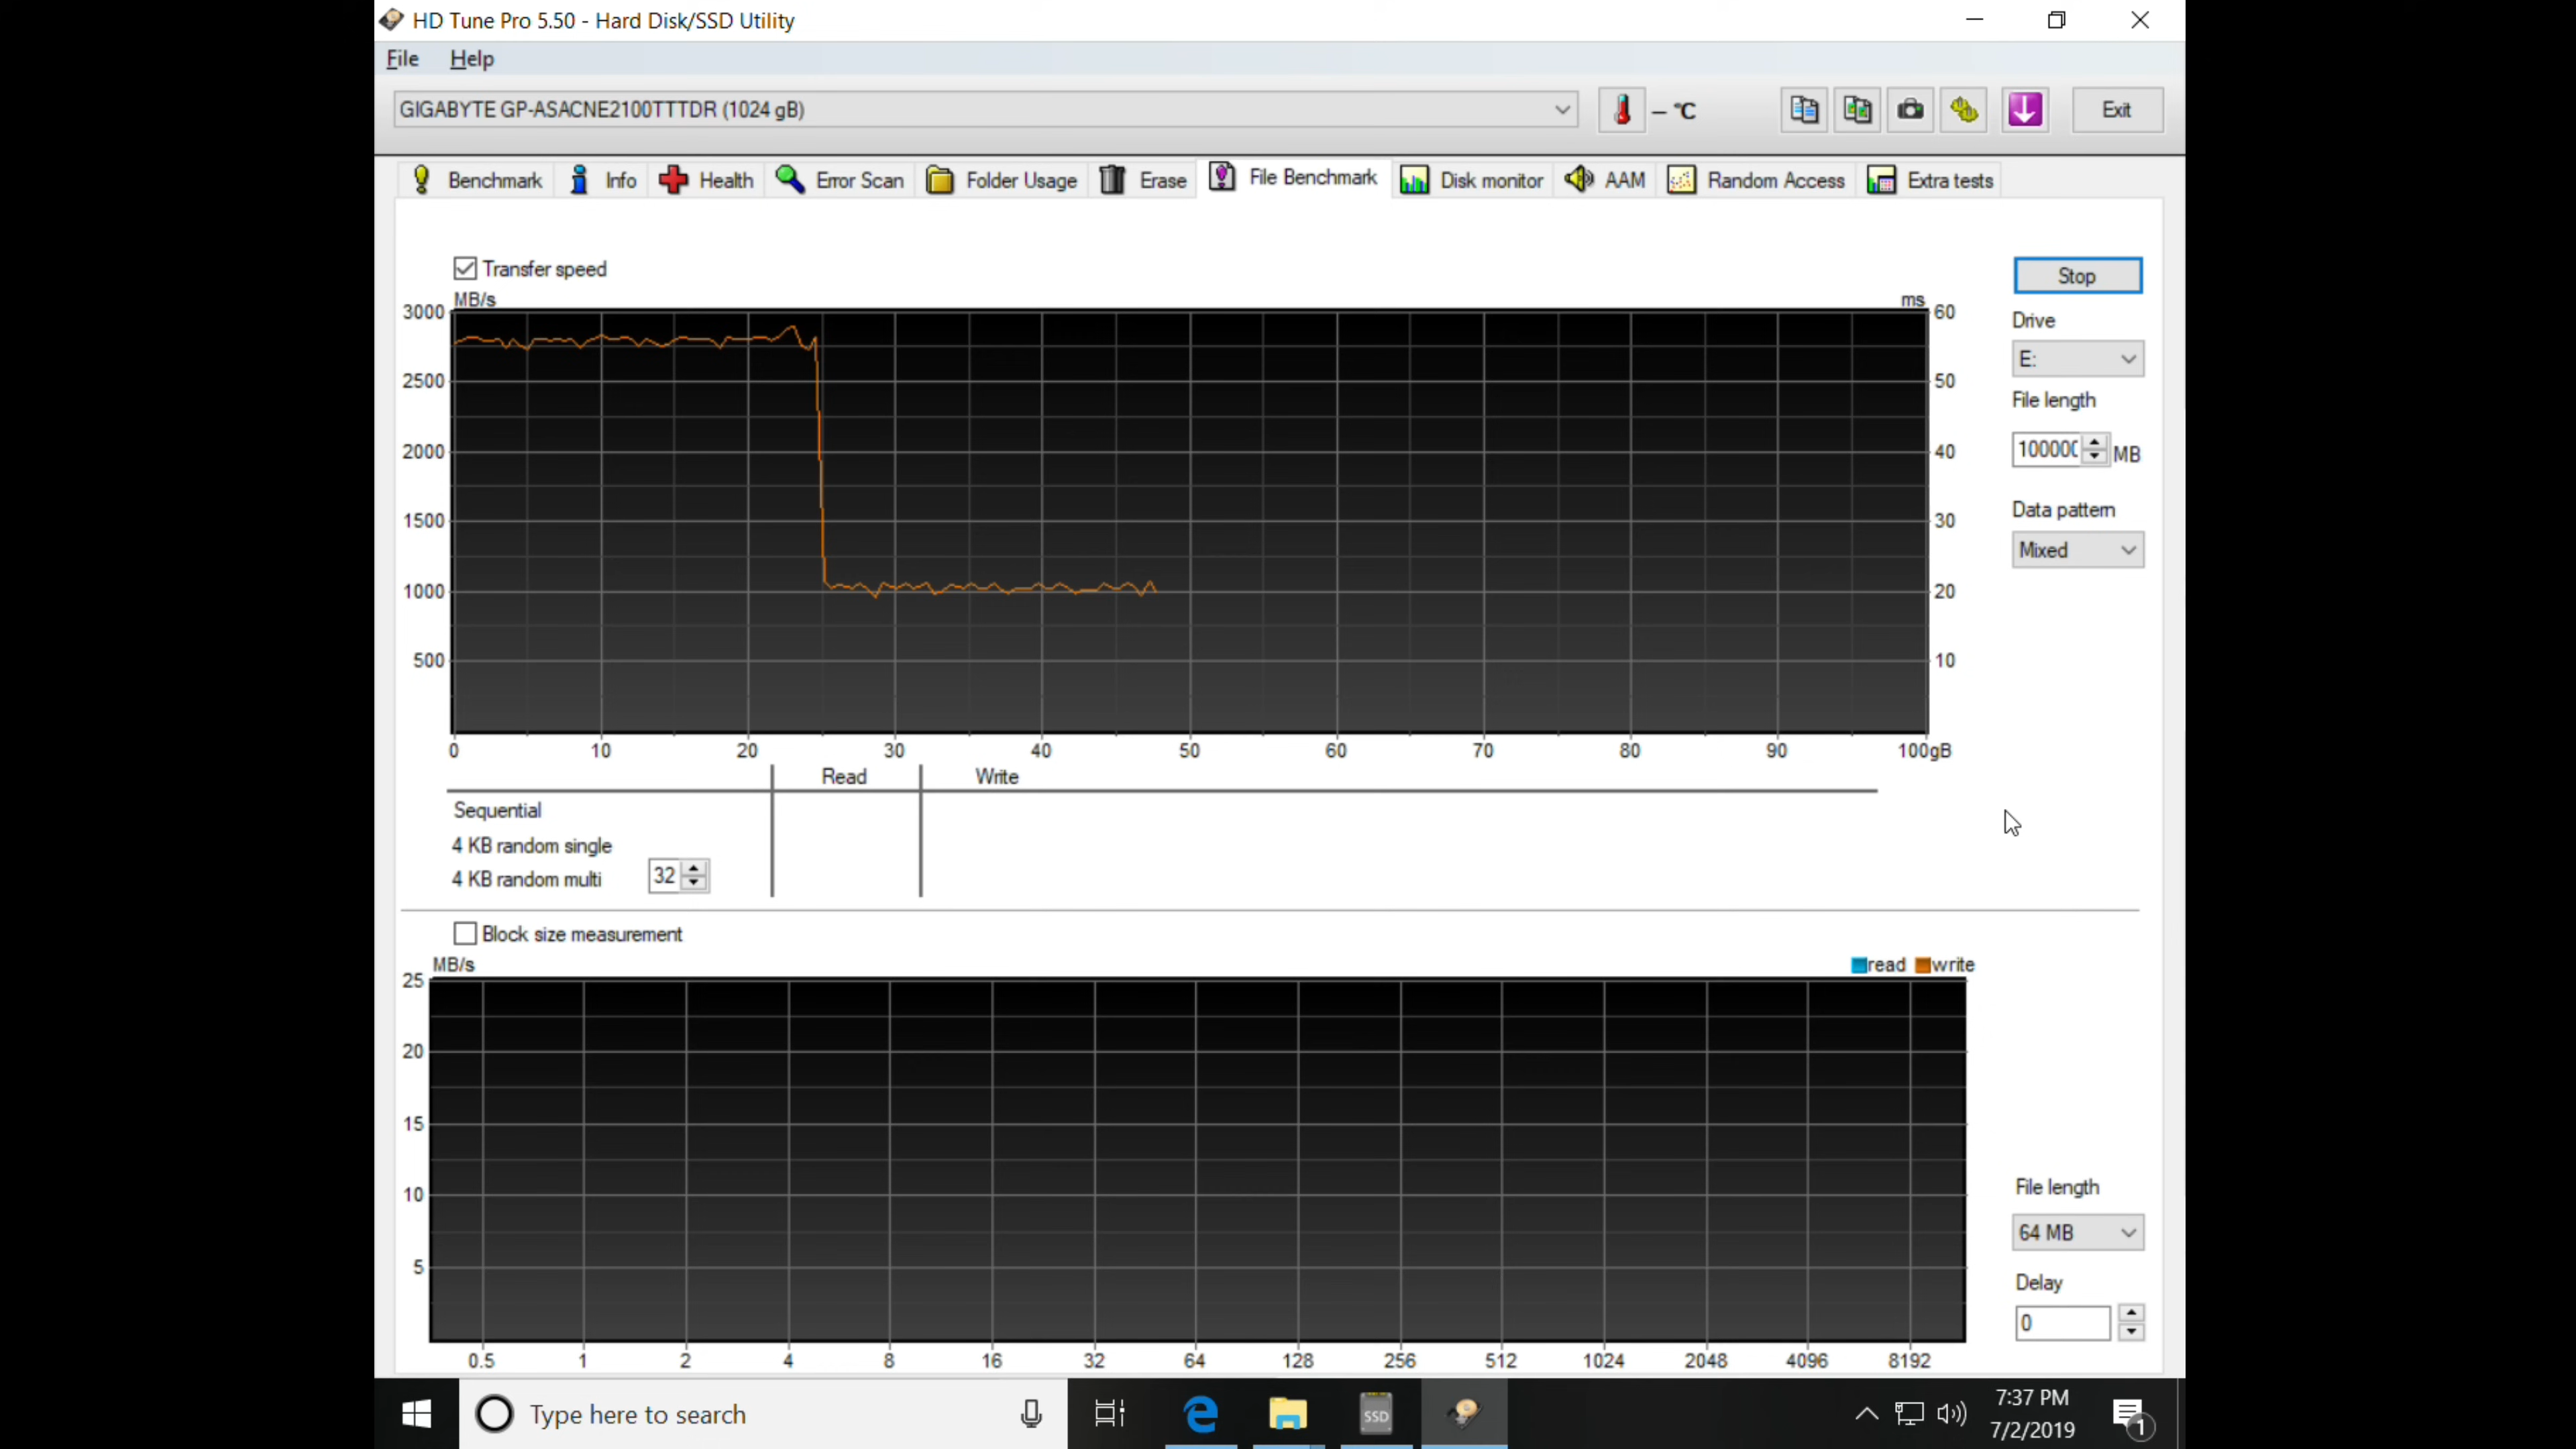 HD Tune Pro 5.50 - Hard Disk/SSD Utility
File Help
GIGABYTE GP-ASACNE2100TTTDR (1024 gB)
– °C
Exit
Benchmark Info Health Error Scan Folder Usage Erase File Benchmark Disk monitor AAM Random Access Extra tests
Transfer speed
Stop
MB/s ms
3000 60
Drive
E:
2500 50
File length
2000 40
100000 MB
1500 30
Data pattern
Mixed
1000 20
500 10
0 10 20 30 40 50 60 70 80 90 100gB
Read Write
Sequential
4 KB random single
4 KB random multi 32
Block size measurement
MB/s read write
25
20
15
10
5
File length
64 MB
Delay
0
0.5 1 2 4 8 16 32 64 128 256 512 1024 2048 4096 8192
Type here to search
SSD
7:37 PM
7/2/2019
1